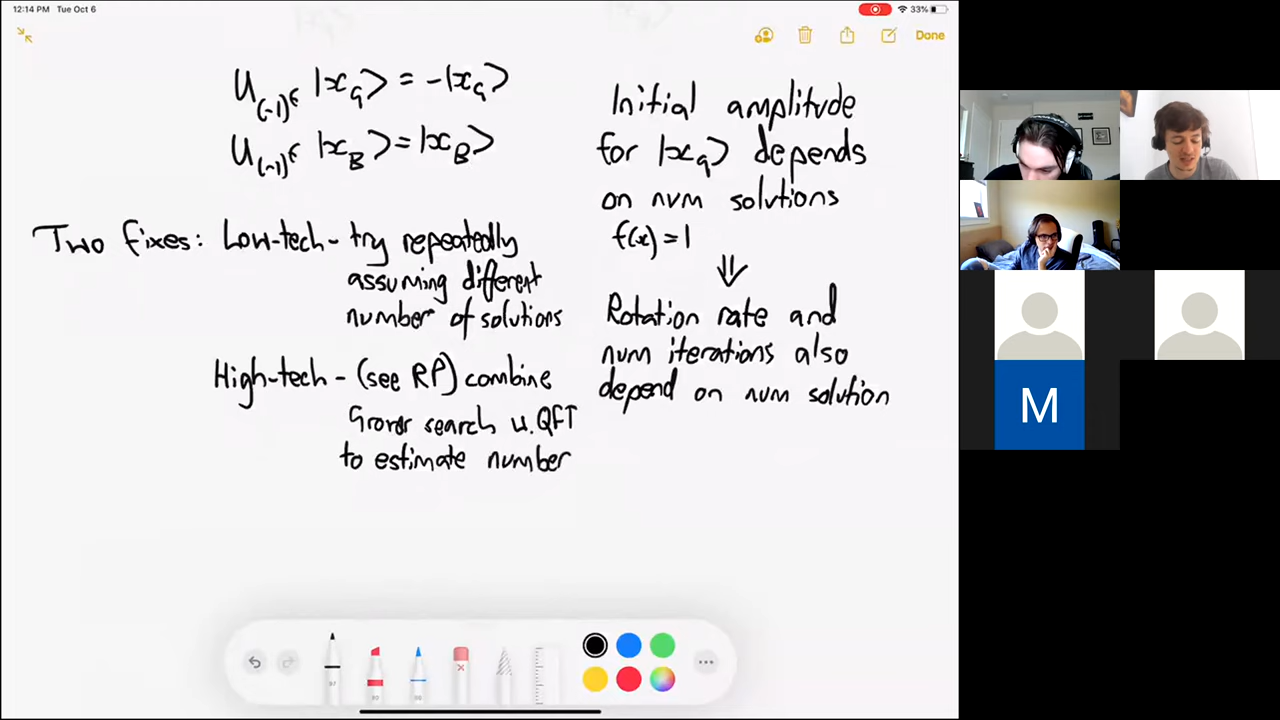 12:14 PM Tue Oct 6
33%
Done
U(-1)^f |x_G⟩ = -|x_G⟩
U(-1)^f |x_B⟩ = |x_B⟩
Two fixes: Low-tech - try repeatedly
assuming different
number of solutions
High-tech - (see RP) combine
Grover search w. QFT
to estimate number
Initial amplitude
for |x_G⟩ depends
on num solutions
f(x) = 1
⇓
Rotation rate and
num iterations also
depend on num solution
M